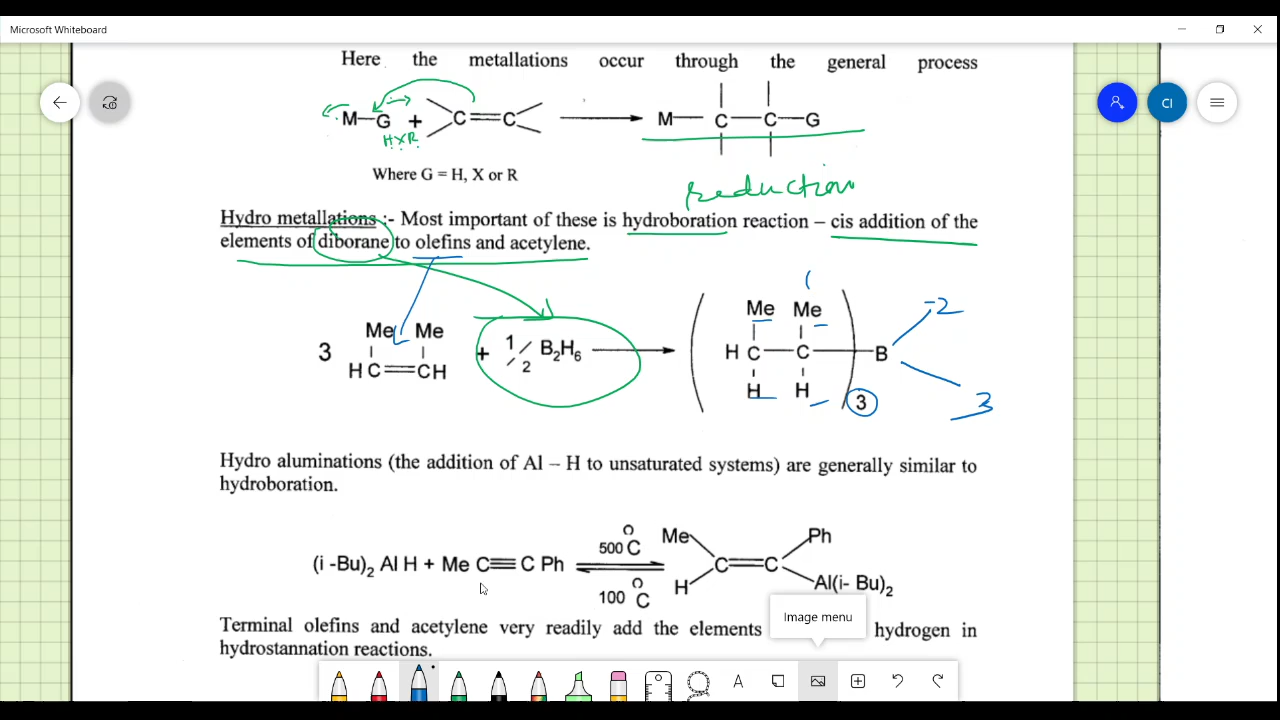 Microsoft Whiteboard
Here the metallations occur through the general process
M—G + C=C → M—C—C—G
H X R
CI
Where G = H, X or R
reduction
Hydro metallations :- Most important of these is hydroboration reaction – cis addition of the
elements of diborane to olefins and acetylene.
Me Me Me Me -2
3 HC=CH + 1/2 B2H6 → ( H C—C )—B
H H 3 3
Hydro aluminations (the addition of Al – H to unsaturated systems) are generally similar to
hydroboration.
500 °C Me Ph
(i -Bu)2 Al H + Me C≡C Ph ⇌ C=C
100 °C H Al(i- Bu)2
Image menu
Terminal olefins and acetylene very readily add the elements hydrogen in
hydrostannation reactions.
A